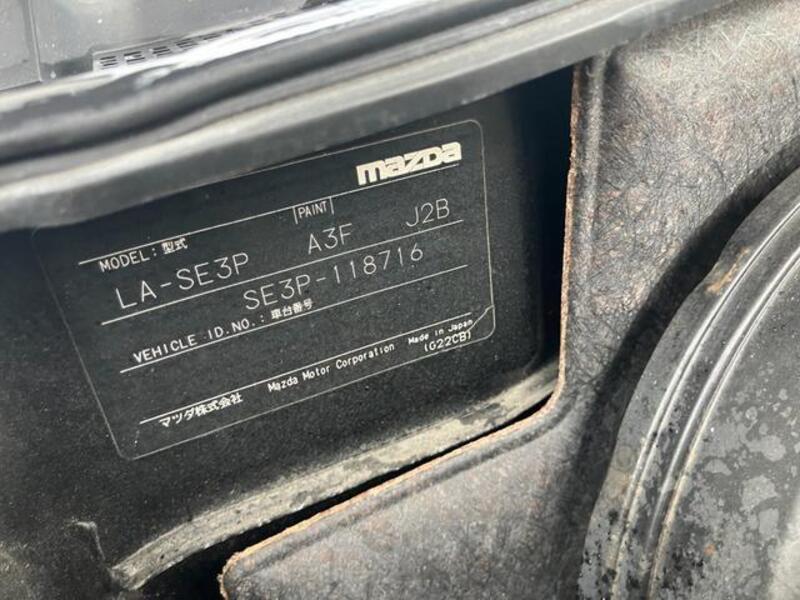 mazda
MODEL: 型式 PAINT
LA-SE3P A3F J2B
SE3P-118716
VEHICLE ID.NO.: 車台番号
マツダ株式会社 Mazda Motor Corporation Made in Japan
(G22CB)